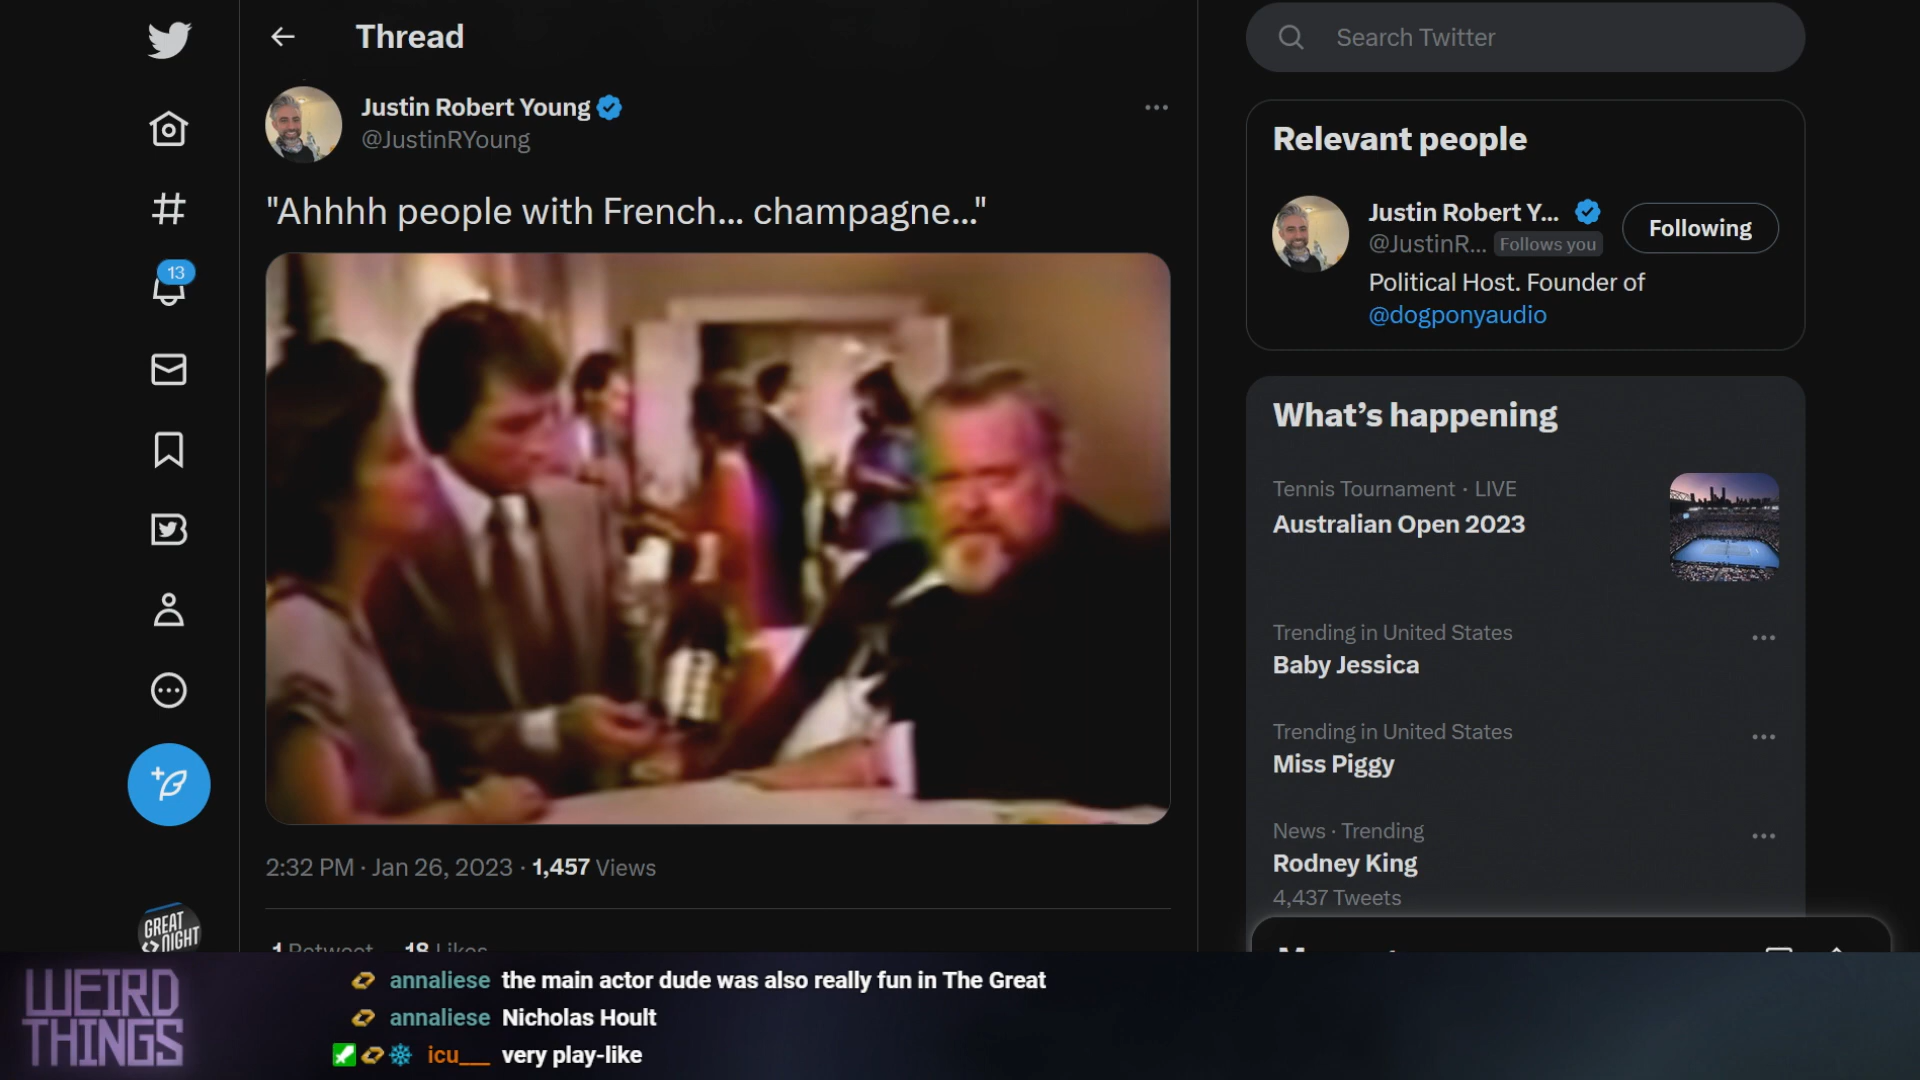 Thread
Justin Robert Young
@JustinRYoung
"Ahhhh people with French... champagne..."
2:32 PM · Jan 26, 2023 · 1,457 Views
1 Retweet 18 Likes
13
GREAT
NIGHT
Search Twitter
Relevant people
Justin Robert Y...
@JustinR... Follows you
Following
Political Host. Founder of
@dogponyaudio
What's happening
Tennis Tournament · LIVE
Australian Open 2023
Trending in United States
Baby Jessica
Trending in United States
Miss Piggy
News · Trending
Rodney King
4,437 Tweets
WEIRD
THINGS
annaliese the main actor dude was also really fun in The Great
annaliese Nicholas Hoult
icu___ very play-like